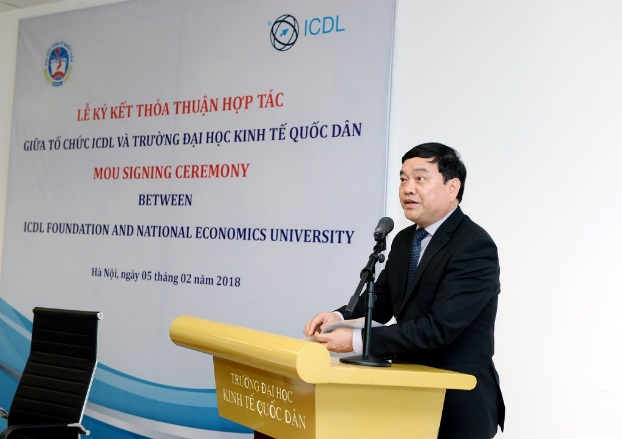 ICDL
LỄ KÝ KẾT THỎA THUẬN HỢP TÁC
GIỮA TỔ CHỨC ICDL VÀ TRƯỜNG ĐẠI HỌC KINH TẾ QUỐC DÂN
MOU SIGNING CEREMONY
BETWEEN
ICDL FOUNDATION AND NATIONAL ECONOMICS UNIVERSITY
Hà Nội, ngày 05 tháng 02 năm 2018
TRƯỜNG ĐẠI HỌC
KINH TẾ QUỐC DÂN